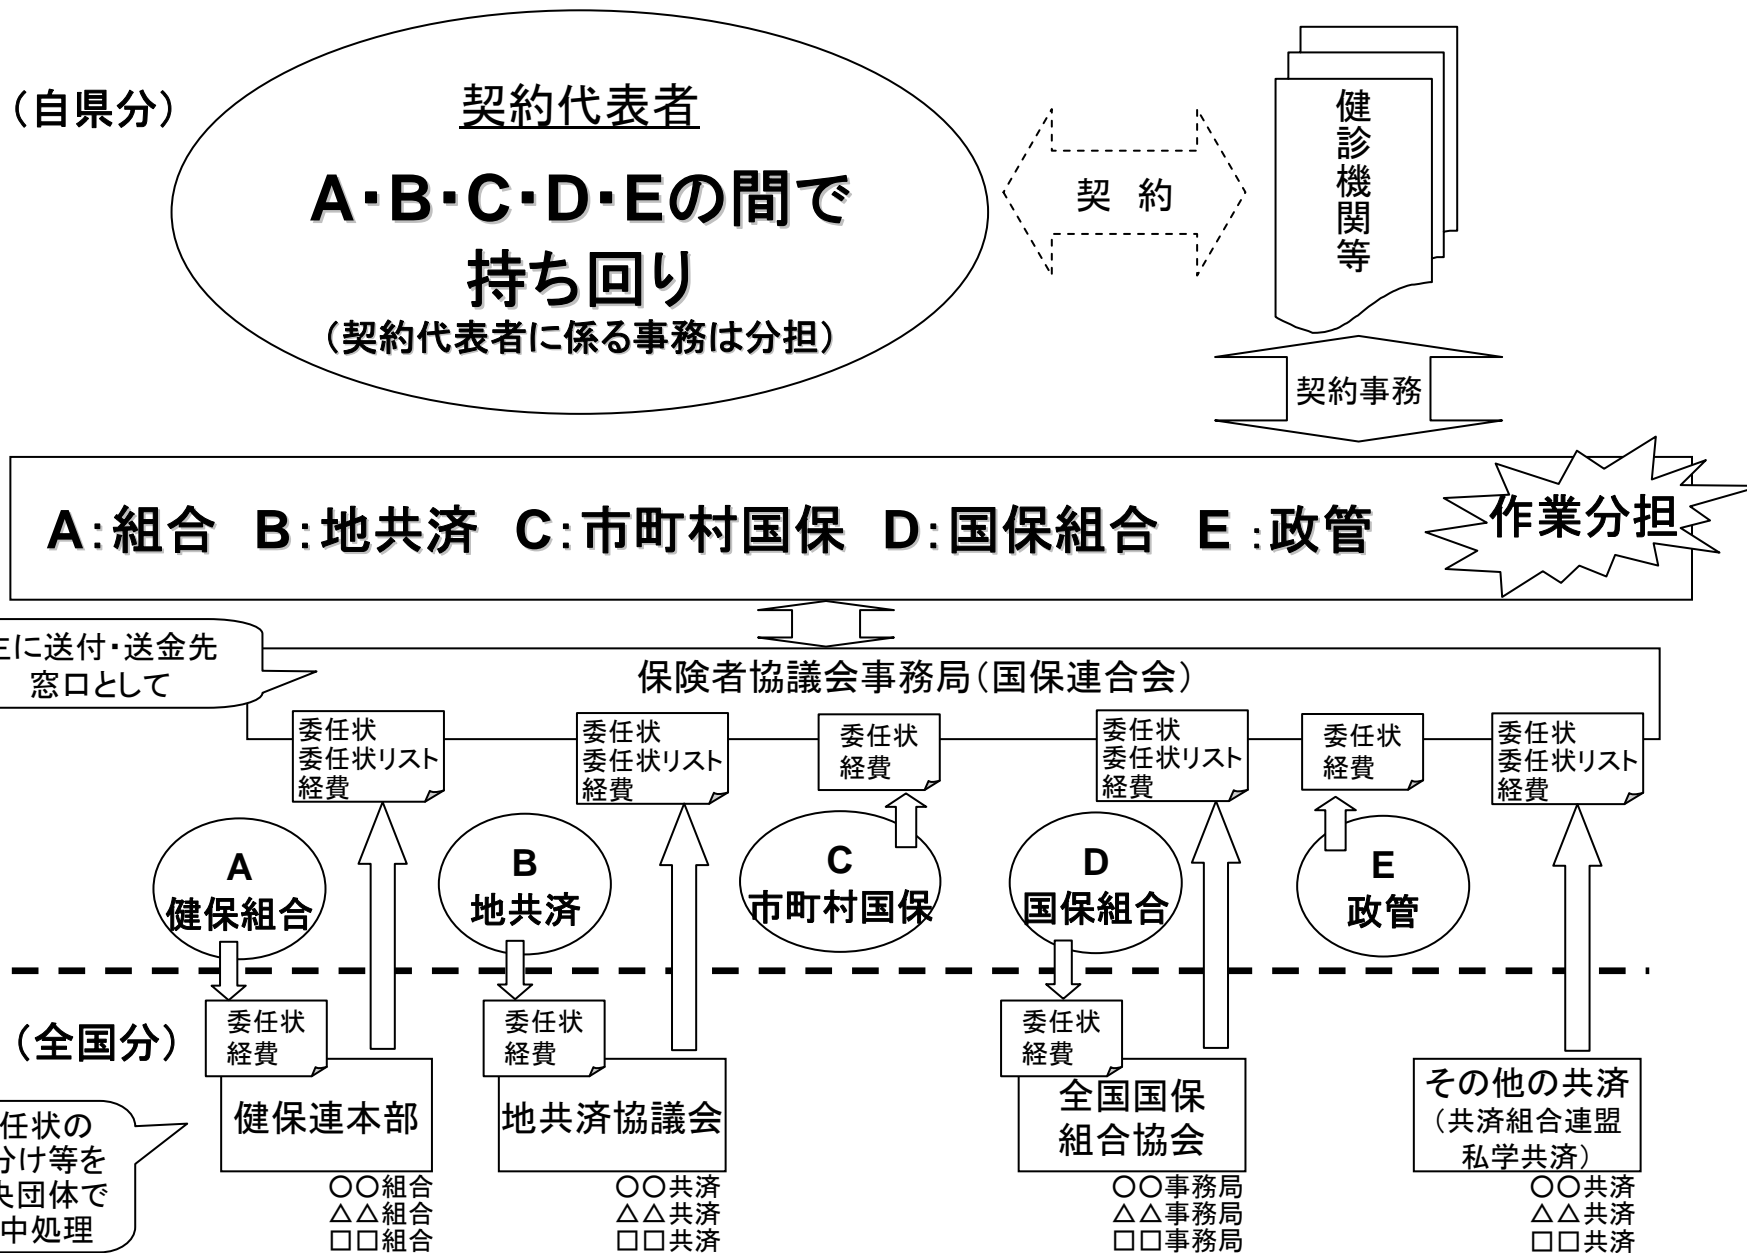 （自県分）
契約代表者
A・B・C・D・Eの間で
持ち回り
（契約代表者に係る事務は分担）
契 約
健診機関等
契約事務
A：組合 B：地共済 C：市町村国保 D：国保組合 E：政管
作業分担
に送付・送金先
窓口として
保険者協議会事務局（国保連合会）
委任状
委任状リスト
経費
委任状
委任状リスト
経費
委任状
経費
委任状
委任状リスト
経費
委任状
経費
委任状
委任状リスト
経費
A
健保組合
B
地共済
C
市町村国保
D
国保組合
E
政管
（全国分）
委任状
経費
委任状
経費
委任状
経費
健保連本部
地共済協議会
全国国保
組合協会
その他の共済
（共済組合連盟
私学共済）
任状の
分け等を
団体で
中処理
○○組合
△△組合
□□組合
○○共済
△△共済
□□共済
○○事務局
△△事務局
□□事務局
○○共済
△△共済
□□共済